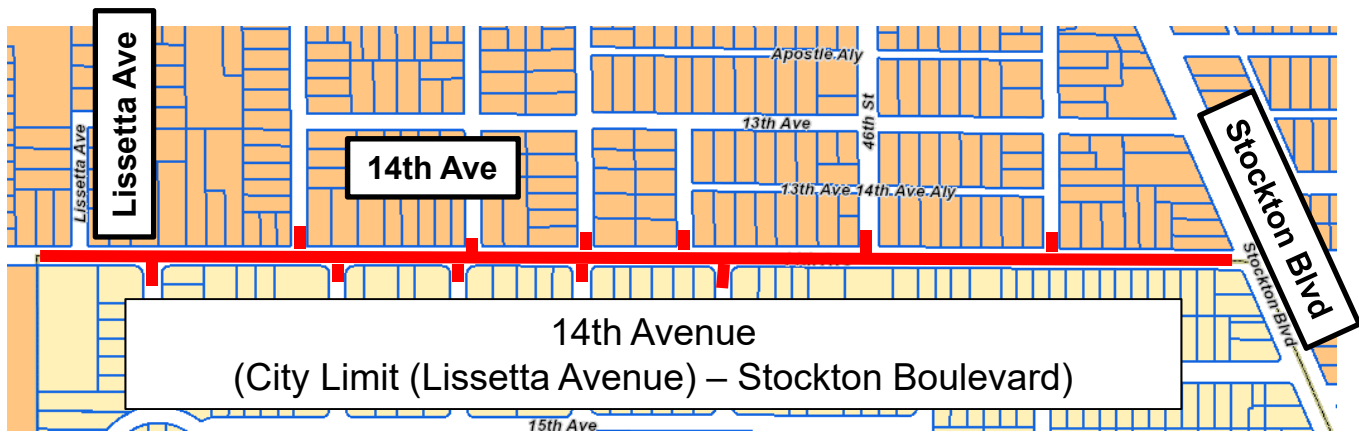 Lissetta Ave
Apostle Aly
13th Ave
46th St
Lissetta Ave
14th Ave
13th Ave 14th Ave Aly
Stockton Blvd
Stockton Blvd
14th Avenue
(City Limit (Lissetta Avenue) – Stockton Boulevard)
15th Ave